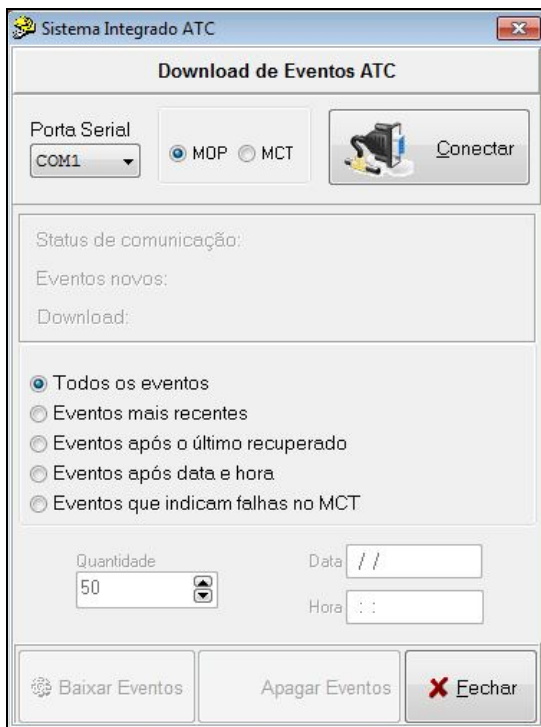 Sistema Integrado ATC
Download de Eventos ATC
Porta Serial
COM1
MOP
MCT
Conectar
Status de comunicação:
Eventos novos:
Download:
Todos os eventos
Eventos mais recentes
Eventos após o último recuperado
Eventos após data e hora
Eventos que indicam falhas no MCT
Quantidade
50
Data / /
Hora : :
Baixar Eventos
Apagar Eventos
Fechar